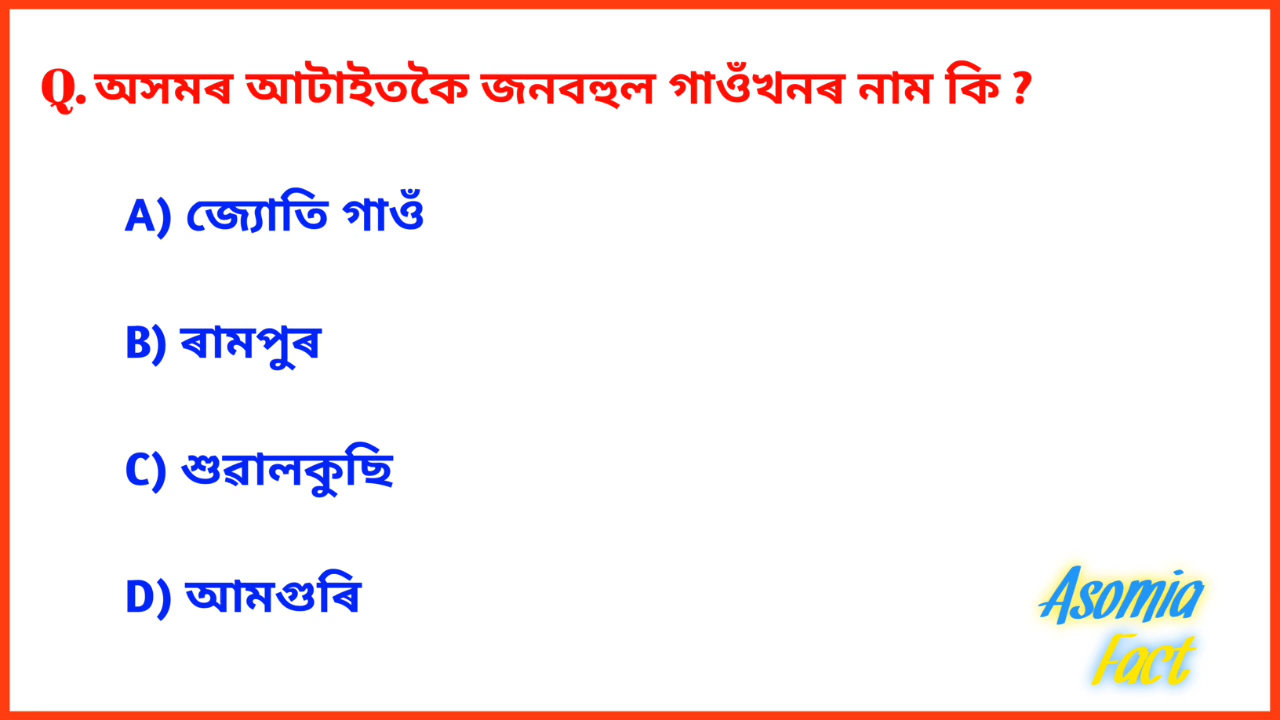 Q. অসমৰ আটাইতকৈ জনবহুল গাওঁখনৰ নাম কি ?
A) জ্যোতি গাওঁ
B) ৰামপুৰ
C) শুৱালকুছি
D) আমগুৰি
Asomia
Fact